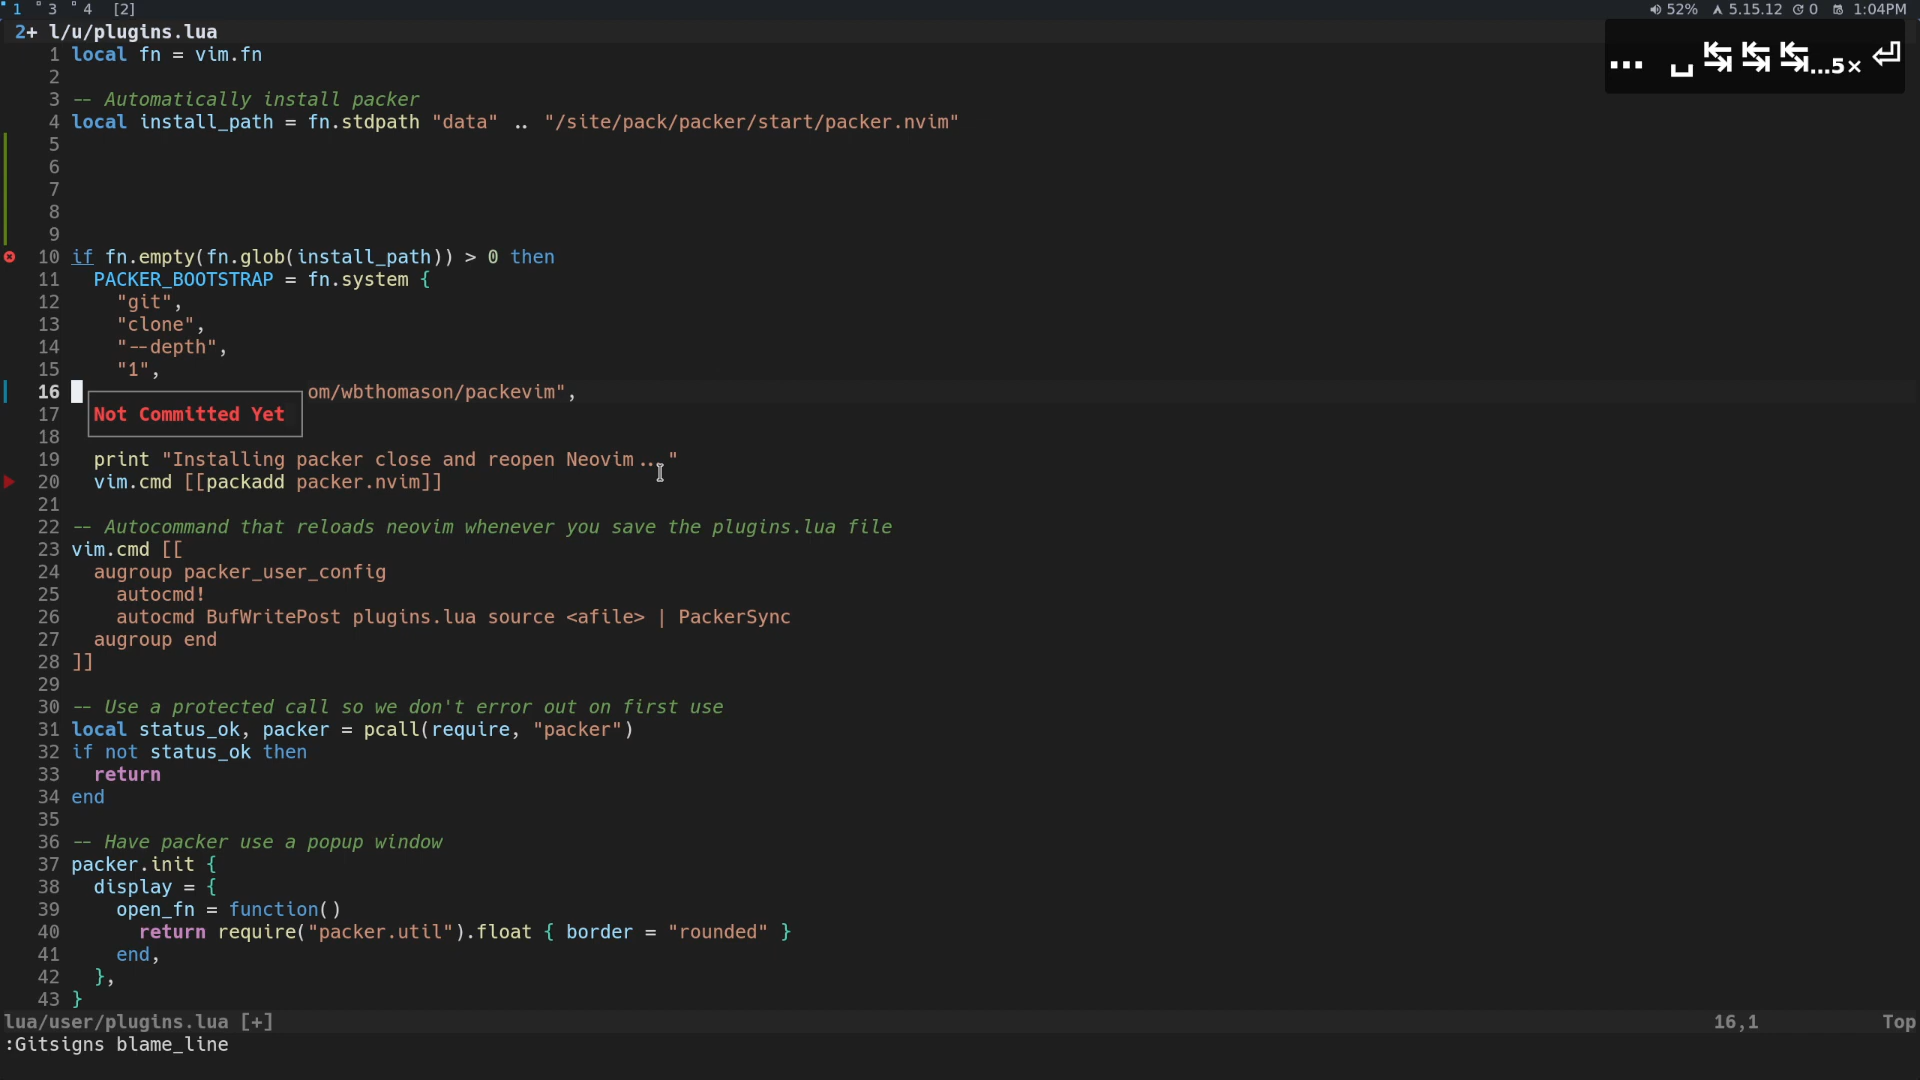 1 3 4 [2] 52% 5.15.12 0 1:04PM
2+ l/u/plugins.lua
... ...5×
1 local fn = vim.fn
2
3 -- Automatically install packer
4 local install_path = fn.stdpath "data" .. "/site/pack/packer/start/packer.nvim"
5
6
7
8
9
10 if fn.empty(fn.glob(install_path)) > 0 then
11 PACKER_BOOTSTRAP = fn.system {
12 "git",
13 "clone",
14 "--depth",
15 "1",
16 om/wbthomason/packevim",
17 Not Committed Yet
18
19 print "Installing packer close and reopen Neovim..."
20 vim.cmd [[packadd packer.nvim]]
21
22 -- Autocommand that reloads neovim whenever you save the plugins.lua file
23 vim.cmd [[
24 augroup packer_user_config
25 autocmd!
26 autocmd BufWritePost plugins.lua source <afile> | PackerSync
27 augroup end
28 ]]
29
30 -- Use a protected call so we don't error out on first use
31 local status_ok, packer = pcall(require, "packer")
32 if not status_ok then
33 return
34 end
35
36 -- Have packer use a popup window
37 packer.init {
38 display = {
39 open_fn = function()
40 return require("packer.util").float { border = "rounded" }
41 end,
42 },
43 }
lua/user/plugins.lua [+] 16,1 Top
:Gitsigns blame_line